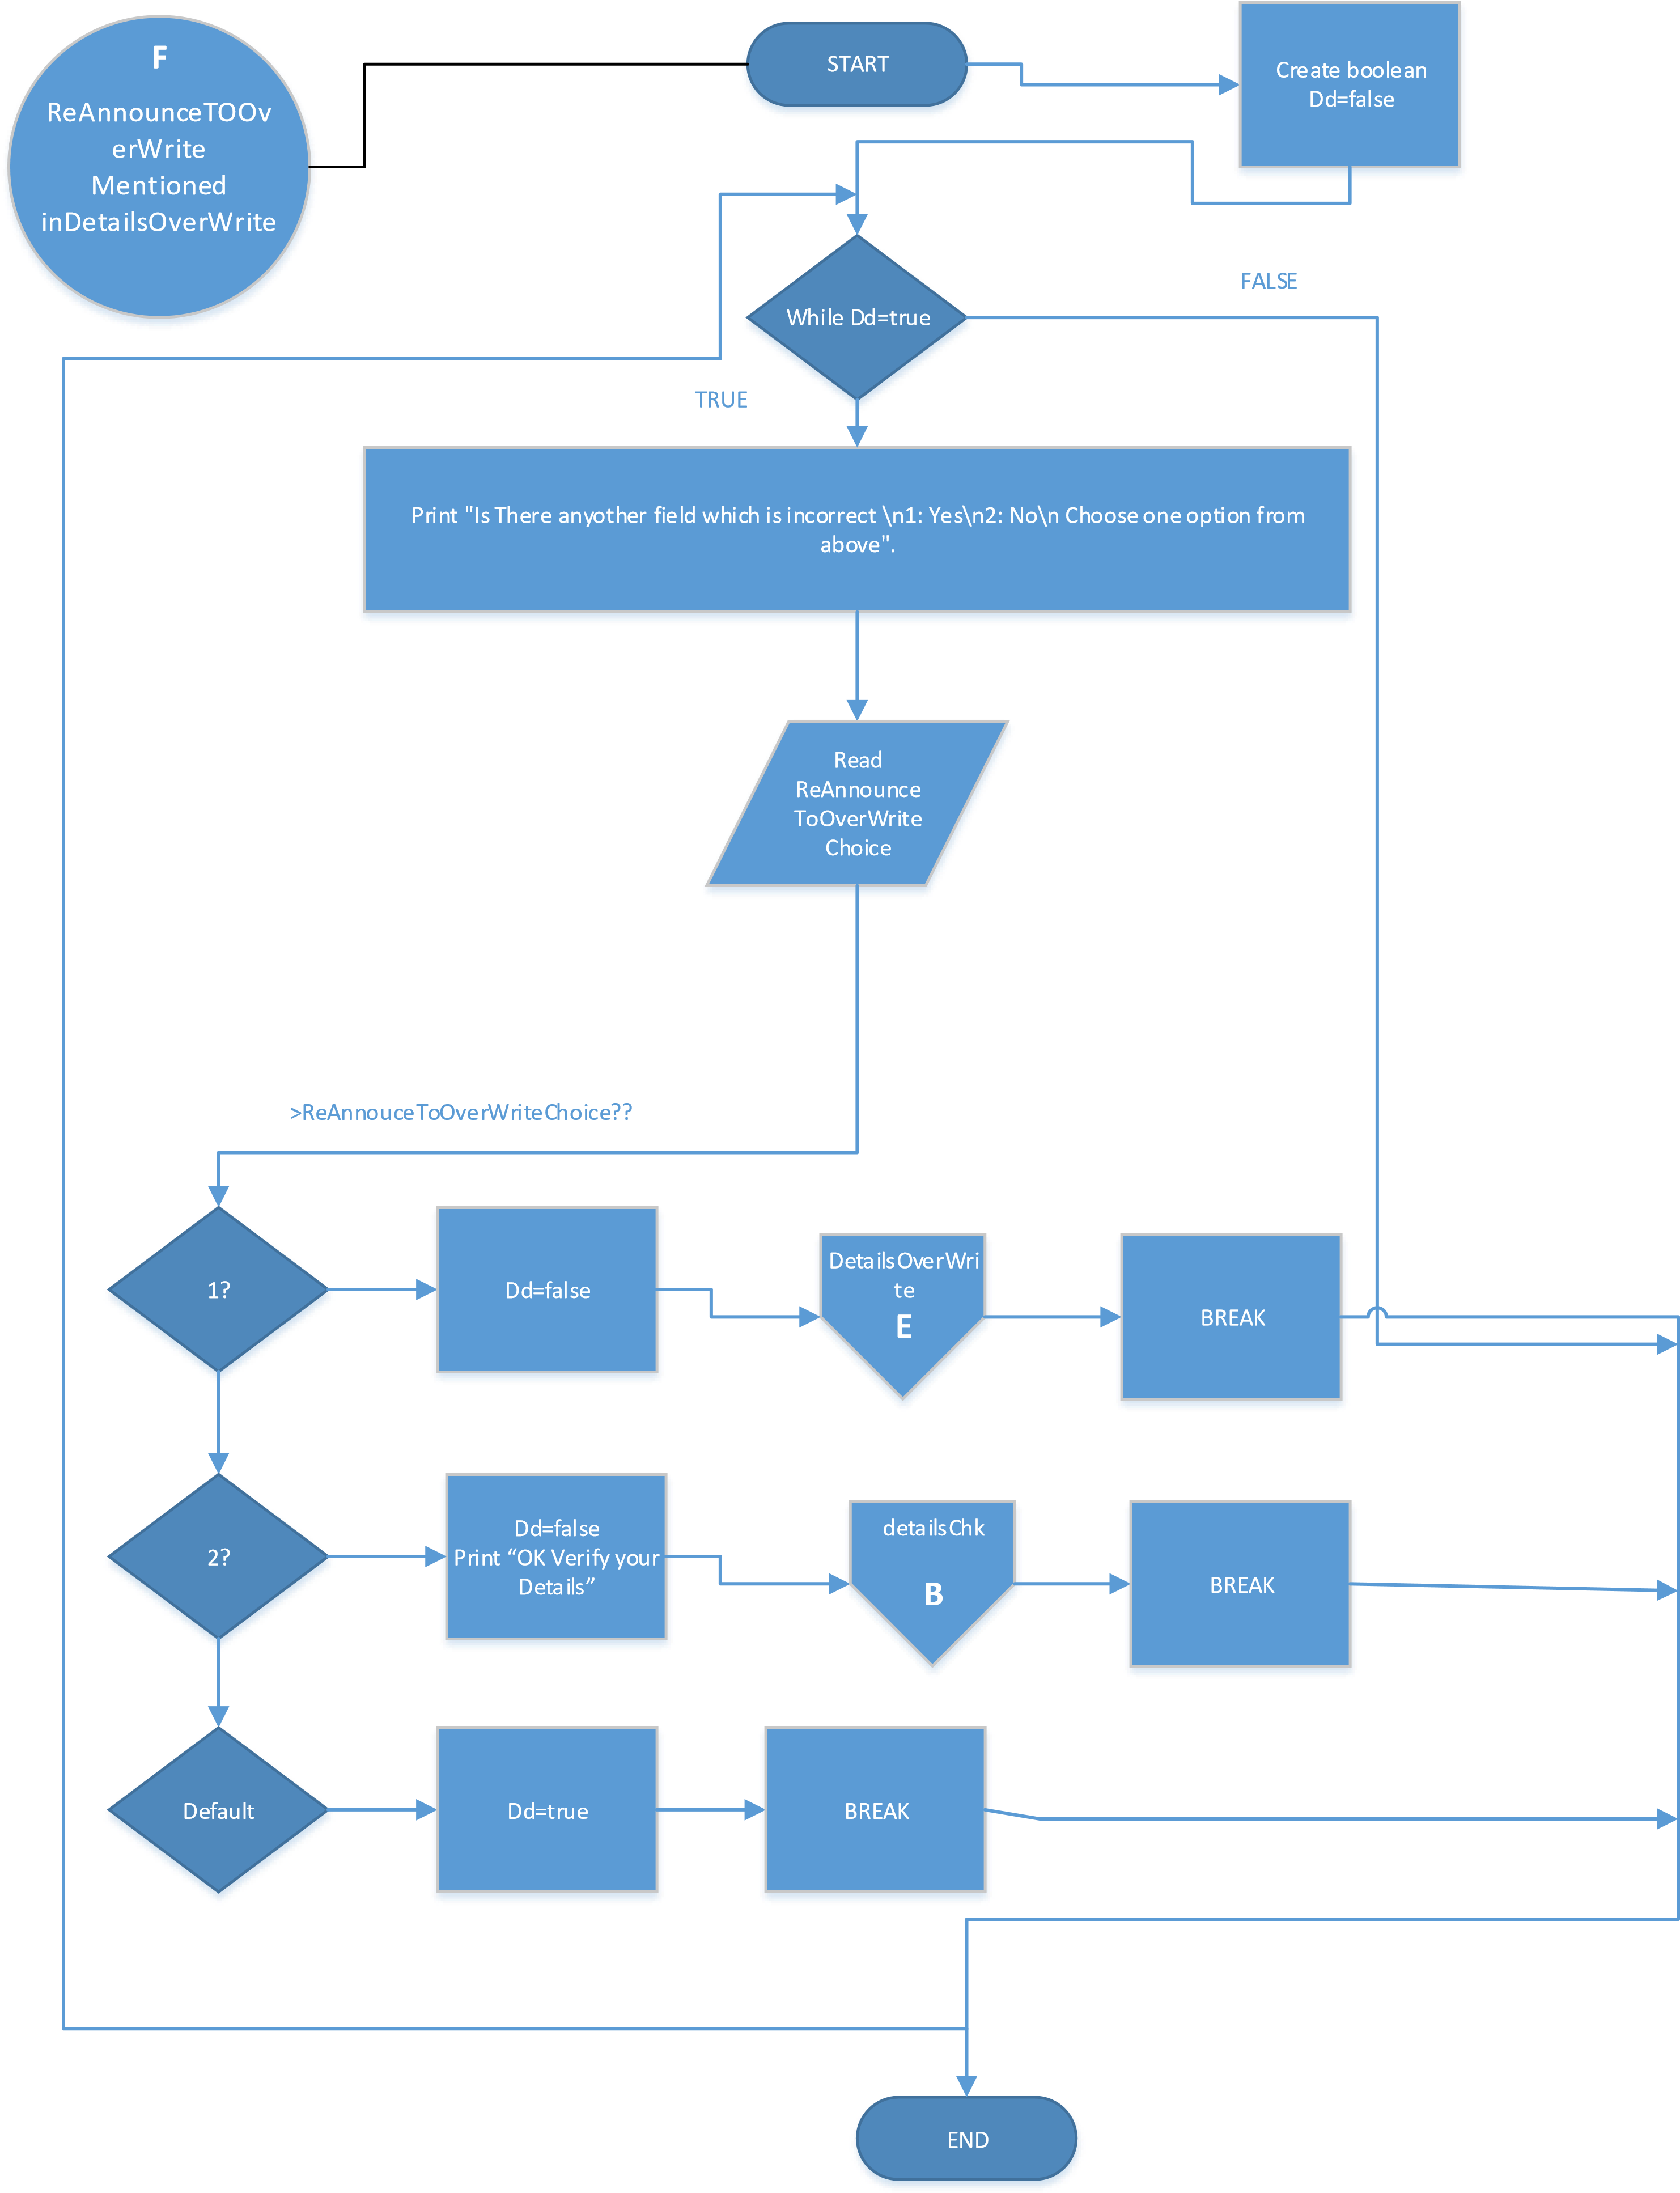 F
ReAnnounceTOOv
erWrite
Mentioned
inDetailsOverWrite
START
Create boolean
Dd=false
While Dd=true
FALSE
TRUE
Print "Is There anyother field which is incorrect \n1: Yes\n2: No\n Choose one option from
above".
Read
ReAnnounce
ToOverWrite
Choice
>ReAnnouceToOverWriteChoice??
1?
Dd=false
DetailsOverWri
te
E
BREAK
2?
Dd=false
Print “OK Verify your
Details”
detailsChk
B
BREAK
Default
Dd=true
BREAK
END